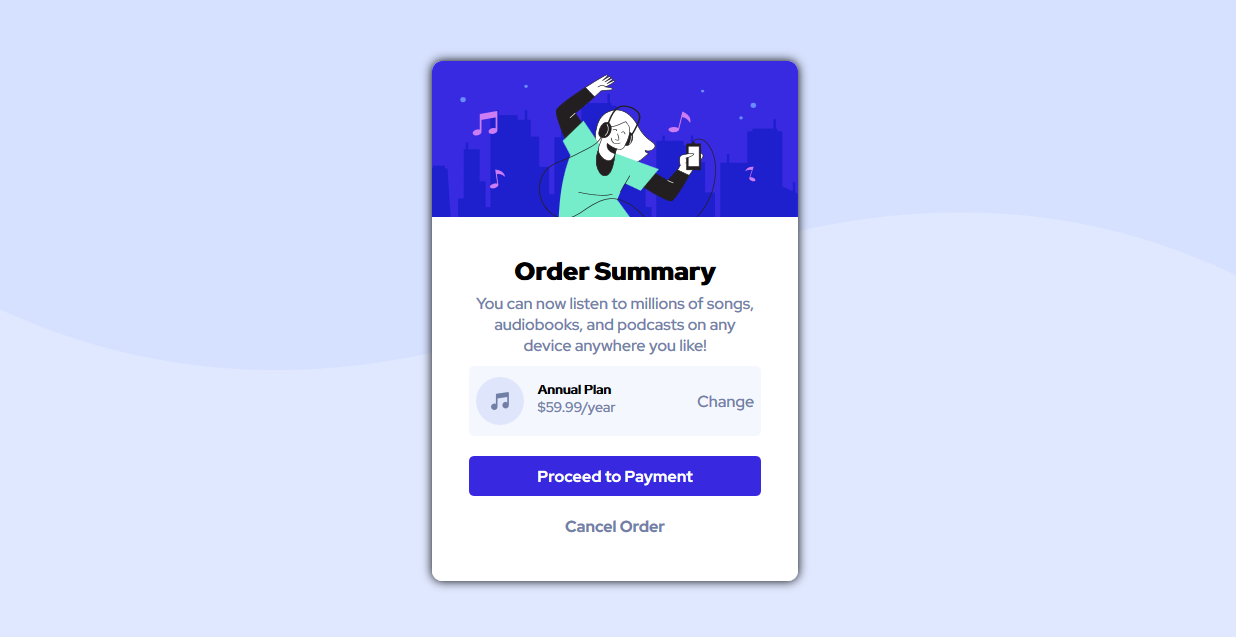 Order Summary
You can now listen to millions of songs,
audiobooks, and podcasts on any
device anywhere you like!
Annual Plan
$59.99/year
Change
Proceed to Payment
Cancel Order